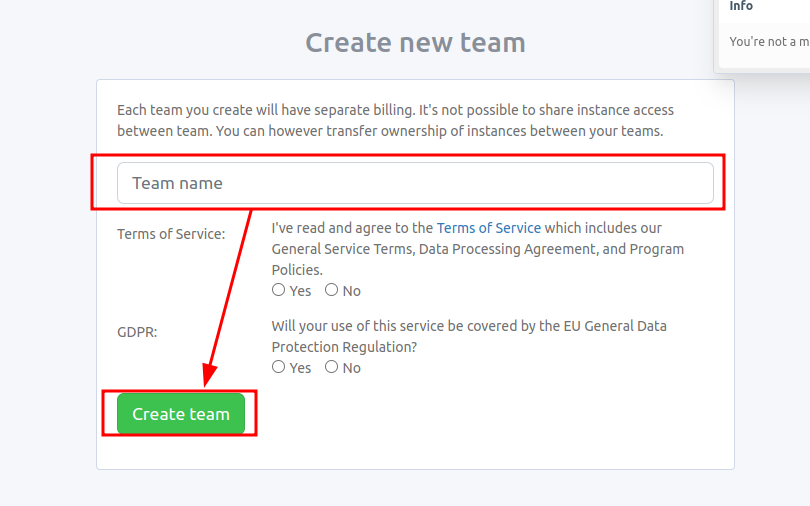 Info
You're not a m
Create new team
Each team you create will have separate billing. It's not possible to share instance access
between team. You can however transfer ownership of instances between your teams.
Team name
Terms of Service:
I've read and agree to the Terms of Service which includes our
General Service Terms, Data Processing Agreement, and Program
Policies.
Yes No
GDPR:
Will your use of this service be covered by the EU General Data
Protection Regulation?
Yes No
Create team